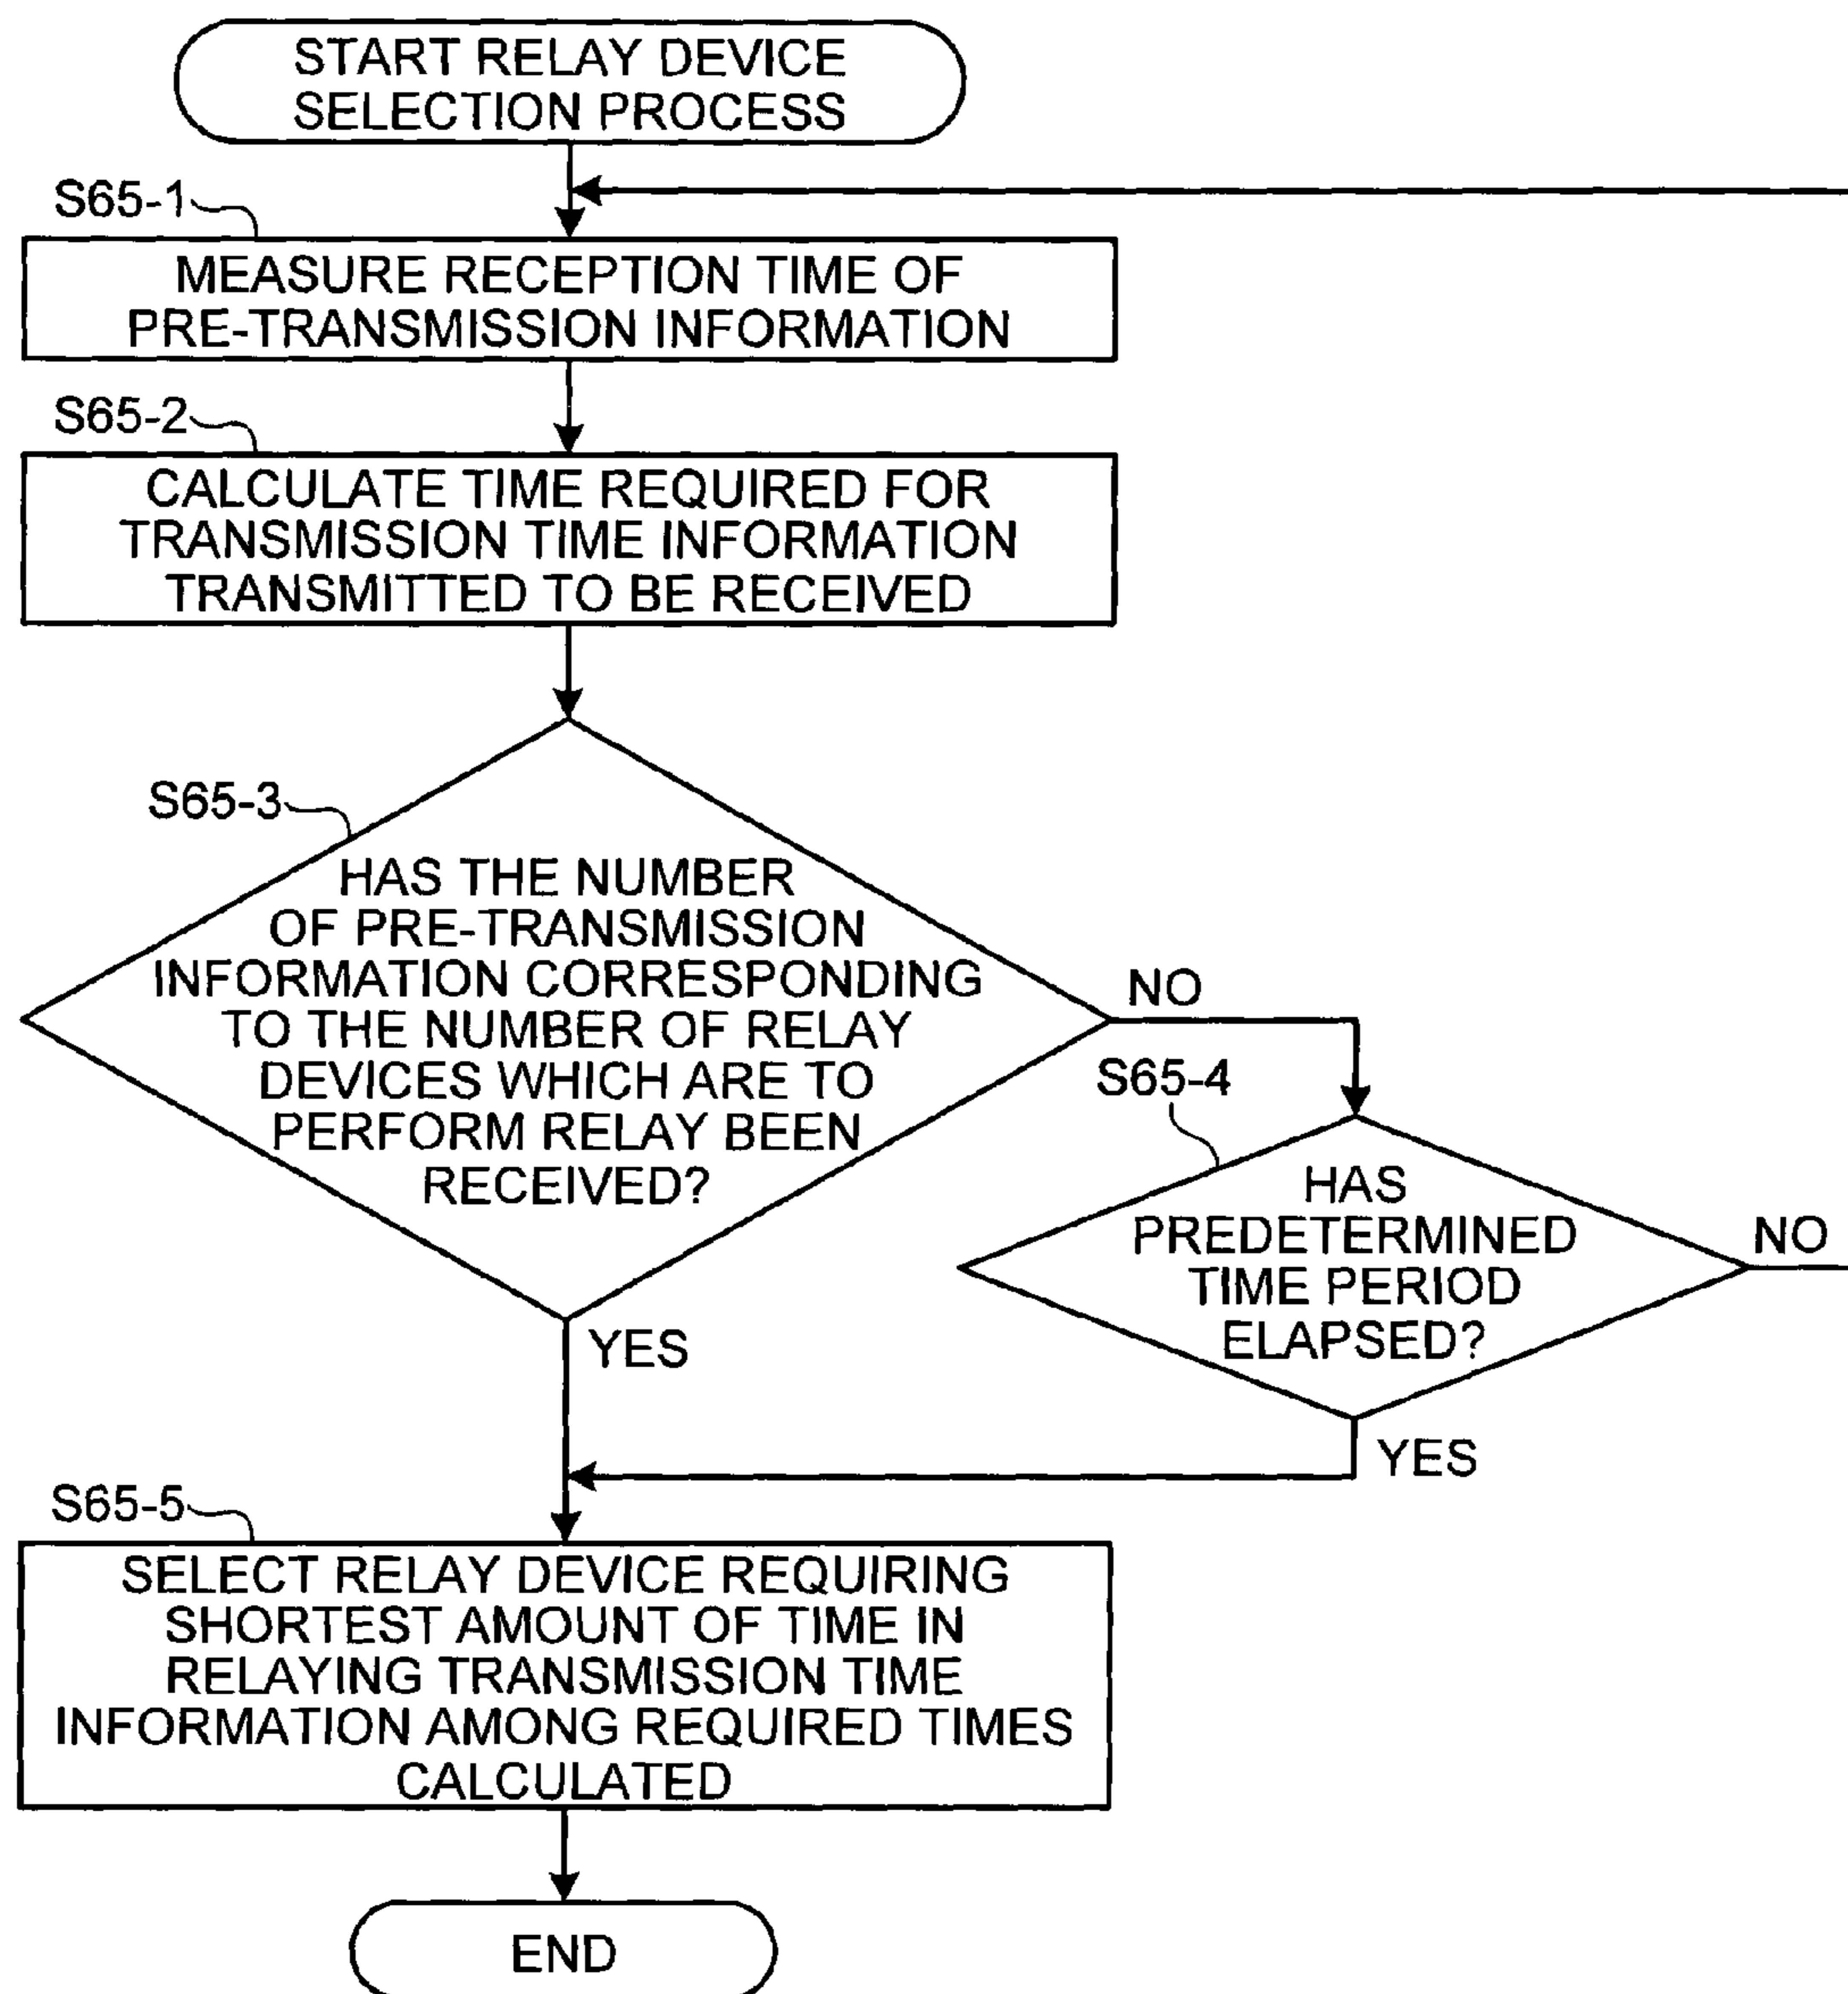 START RELAY DEVICE
SELECTION PROCESS
S65-1
MEASURE RECEPTION TIME OF
PRE-TRANSMISSION INFORMATION
S65-2
CALCULATE TIME REQUIRED FOR
TRANSMISSION TIME INFORMATION
TRANSMITTED TO BE RECEIVED
S65-3
HAS THE NUMBER
OF PRE-TRANSMISSION
INFORMATION CORRESPONDING
TO THE NUMBER OF RELAY
DEVICES WHICH ARE TO
PERFORM RELAY BEEN
RECEIVED?
NO
S65-4
HAS
PREDETERMINED
TIME PERIOD
ELAPSED?
NO
YES
YES
S65-5
SELECT RELAY DEVICE REQUIRING
SHORTEST AMOUNT OF TIME IN
RELAYING TRANSMISSION TIME
INFORMATION AMONG REQUIRED TIMES
CALCULATED
END